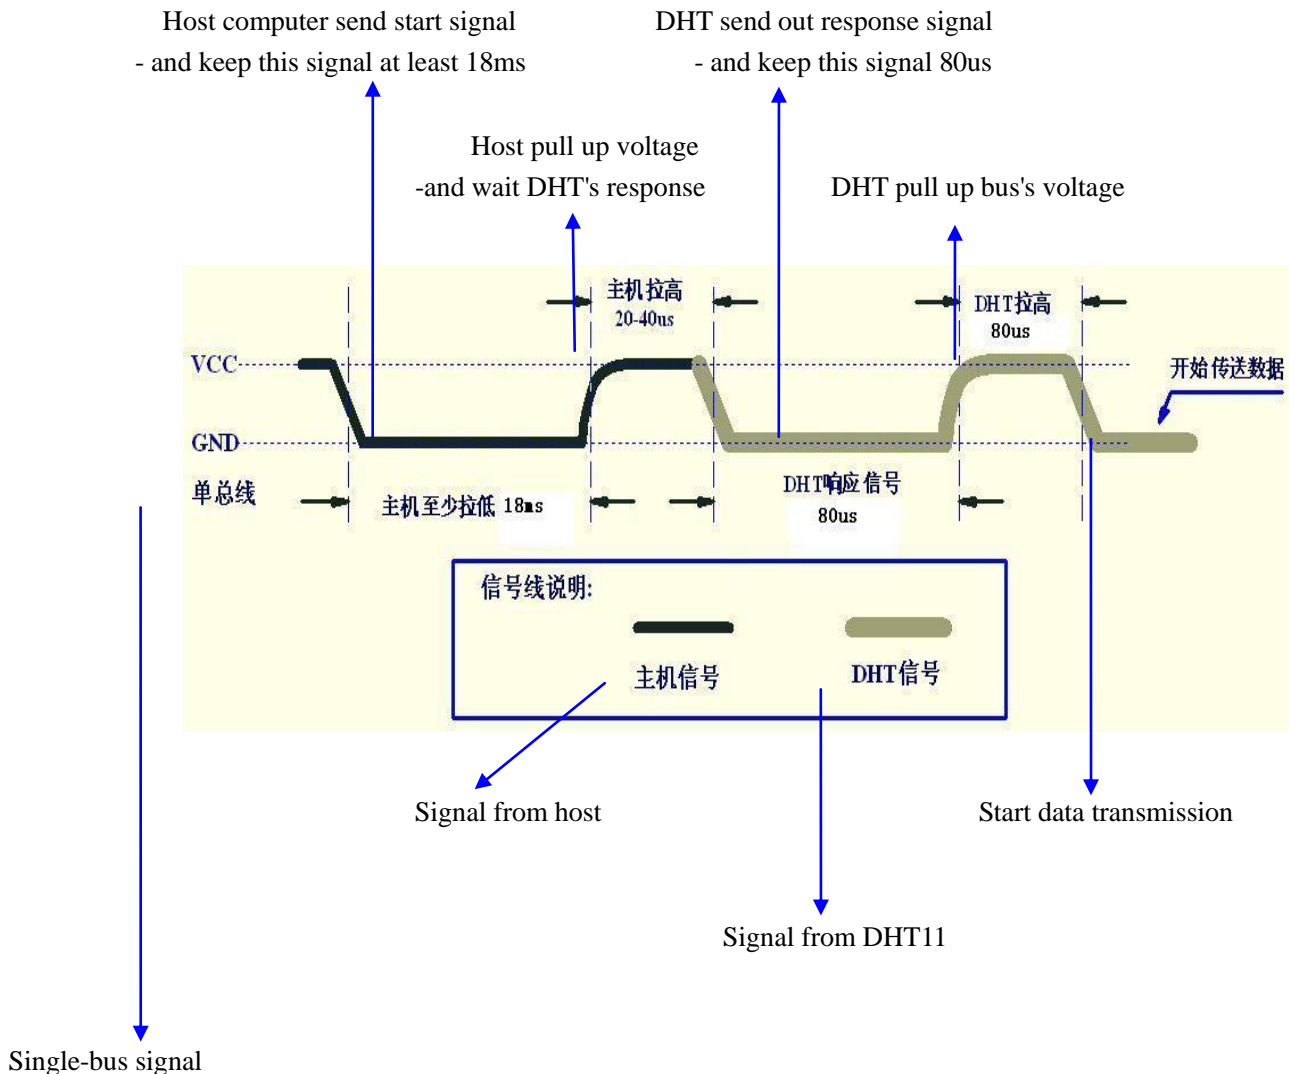 Host computer send start signal
- and keep this signal at least 18ms
DHT send out response signal
- and keep this signal 80us
Host pull up voltage
-and wait DHT's response
DHT pull up bus's voltage
主机拉高
20-40us
DHT拉高
80us
VCC
开始传送数据
GND
单总线
主机至少拉低 18ms
DHT响应信号
80us
信号线说明:
主机信号
DHT信号
Signal from host
Start data transmission
Signal from DHT11
Single-bus signal